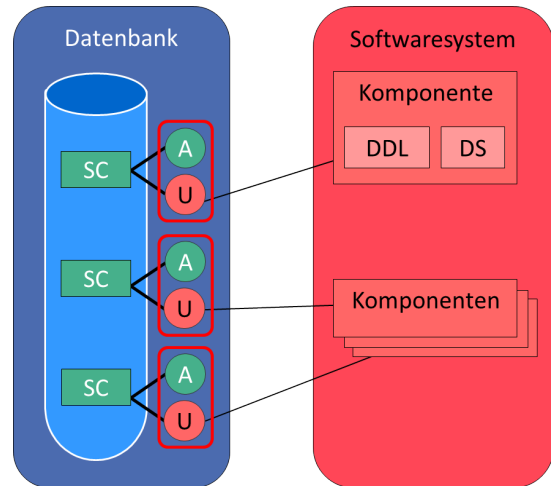 Datenbank
SC
A
U
SC
A
U
SC
A
U
Softwaresystem
Komponente
DDL
DS
Komponenten